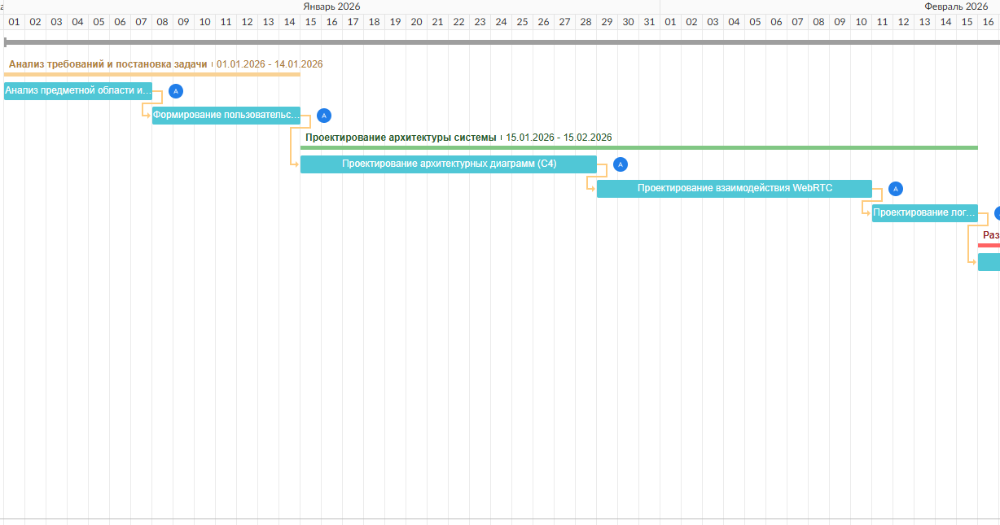 Январь 2026
Февраль 2026
01 02 03 04 05 06 07 08 09 10 11 12 13 14 15 16 17 18 19 20 21 22 23 24 25 26 27 28 29 30 31 01 02 03 04 05 06 07 08 09 10 11 12 13 14 15 16
Анализ требований и постановка задачи 01.01.2026 - 14.01.2026
Анализ предметной области и...
A
Формирование пользовательс...
A
Проектирование архитектуры системы 15.01.2026 - 15.02.2026
Проектирование архитектурных диаграмм (C4)
A
Проектирование взаимодействия WebRTC
A
Проектирование лог...
Раз